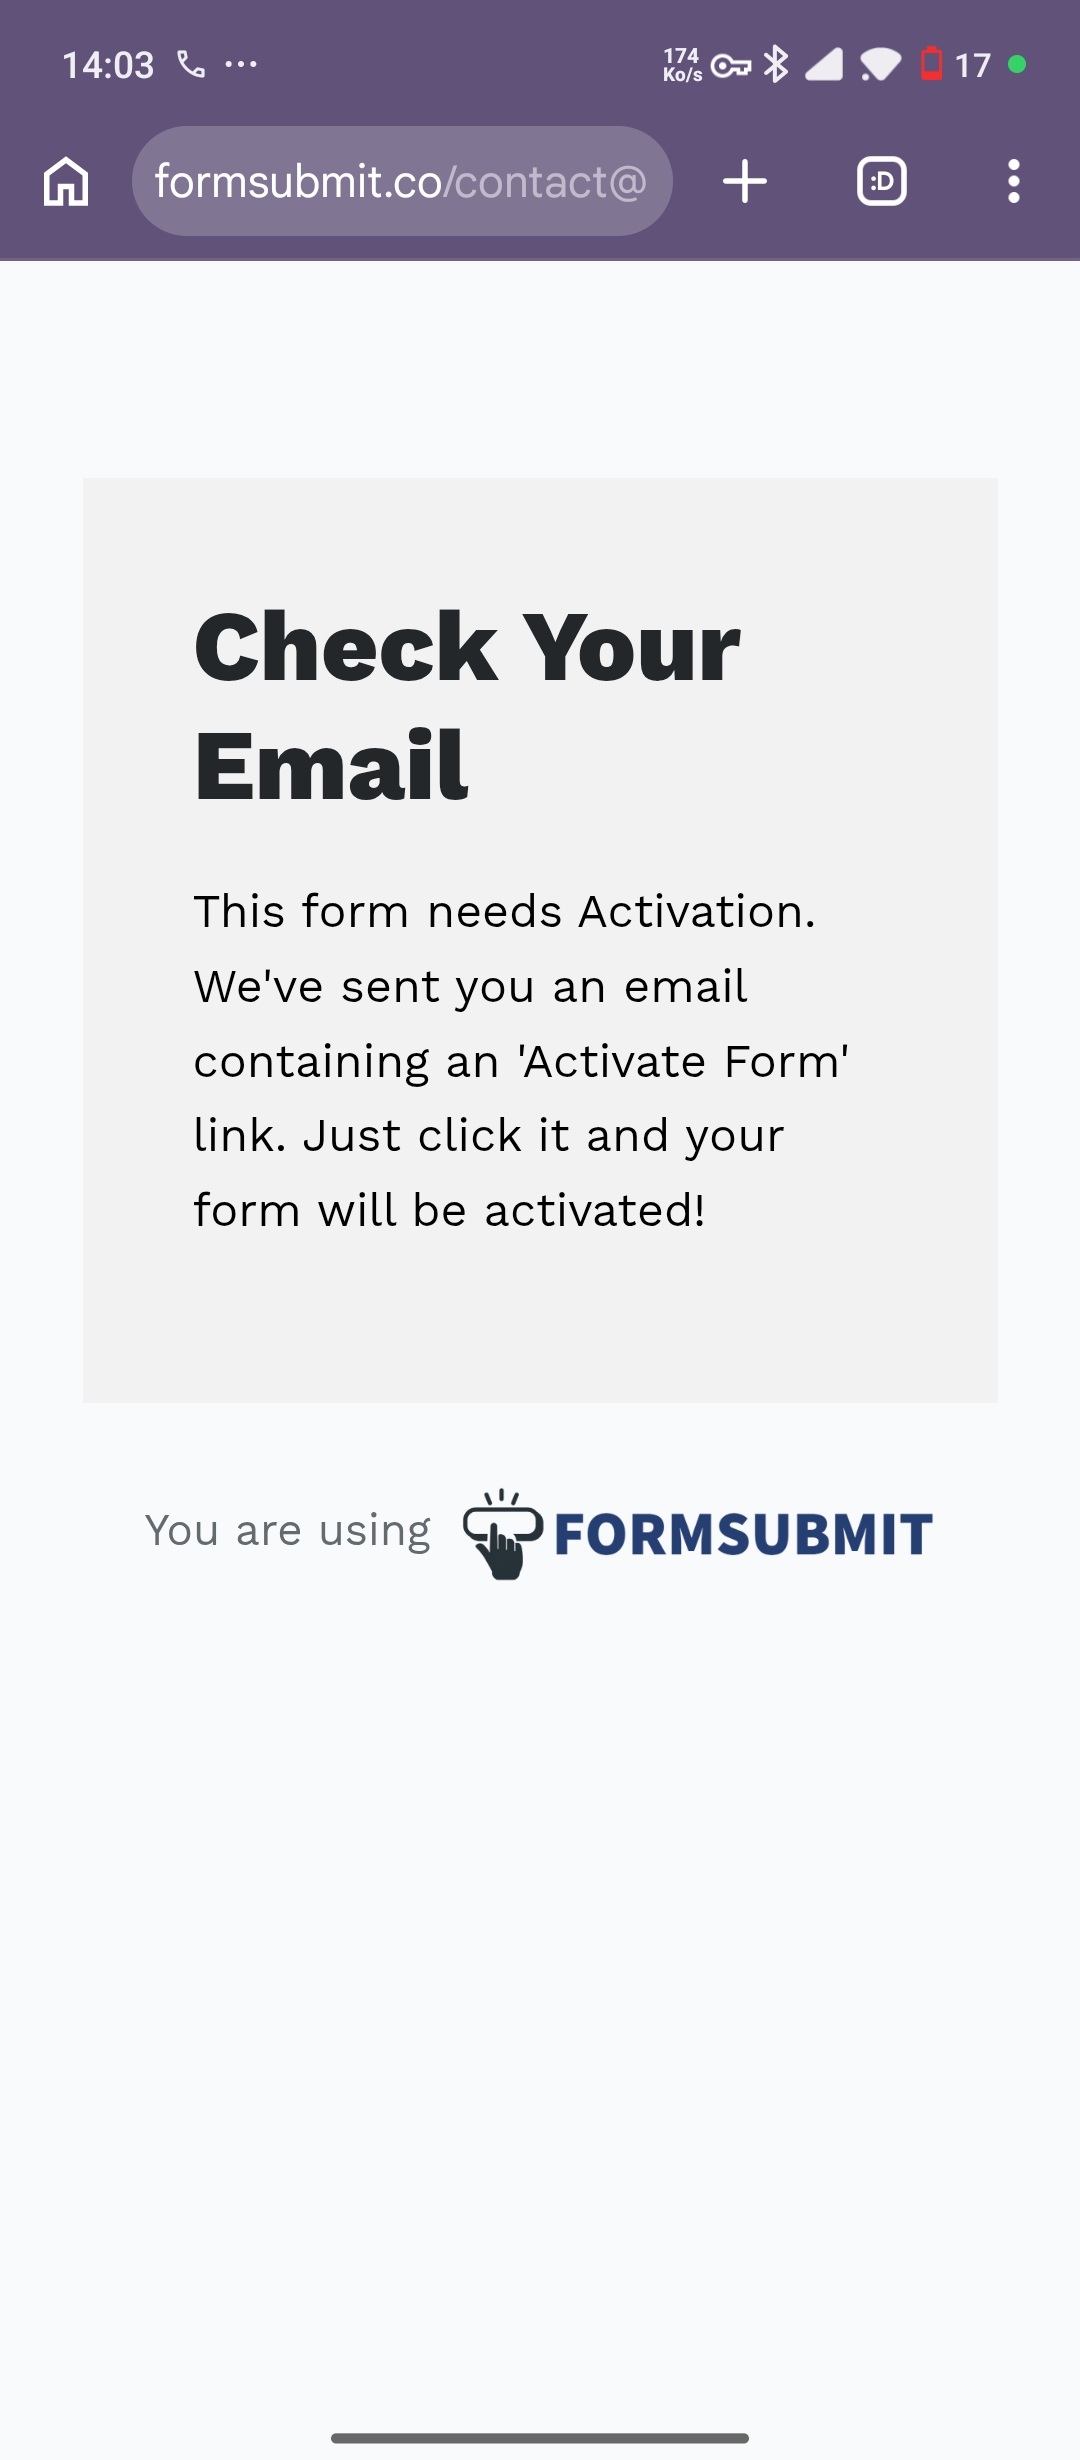 14:03
174
Ko/s
17
formsubmit.co/contact@
:D
Check Your
Email
This form needs Activation.
We've sent you an email
containing an 'Activate Form'
link. Just click it and your
form will be activated!
You are using FORMSUBMIT